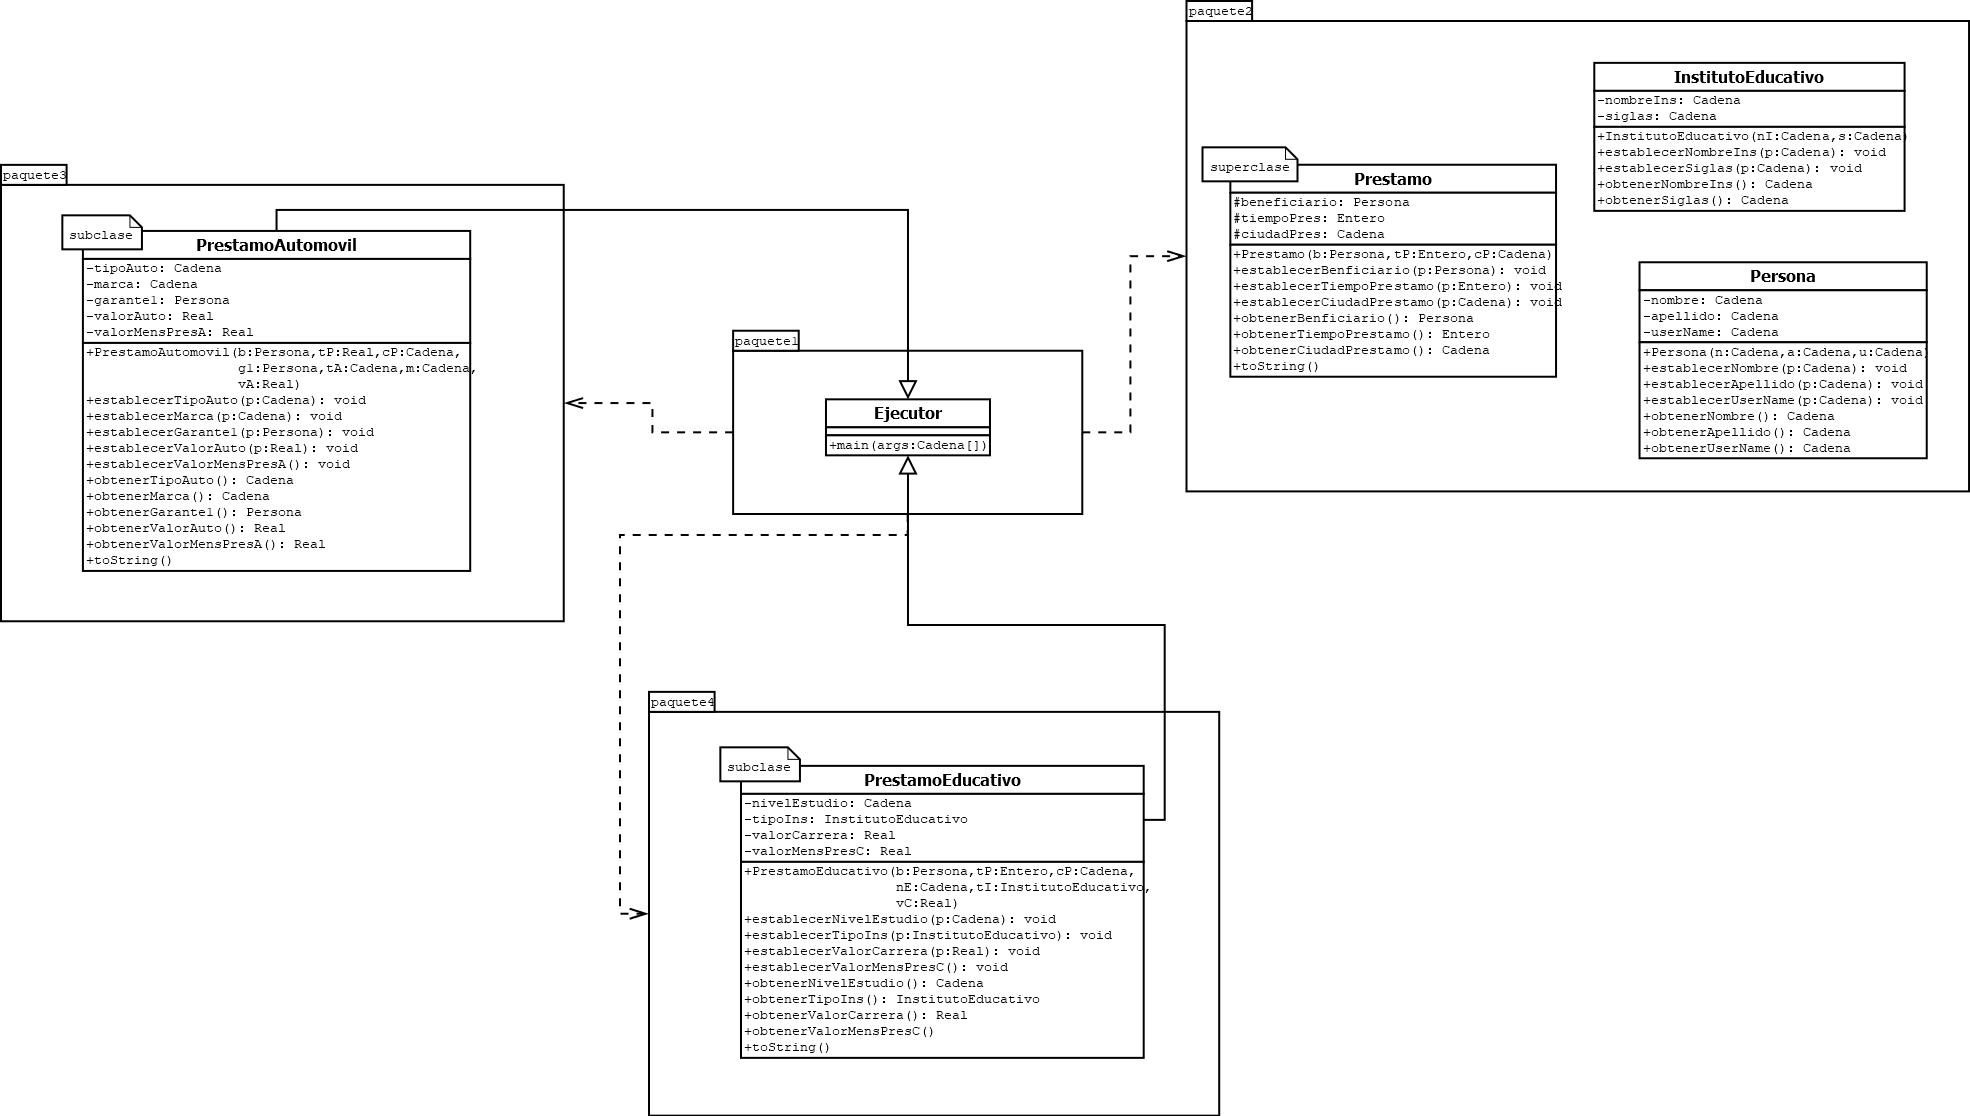 paquete2
InstitutoEducativo
-nombreIns: Cadena
-siglas: Cadena
+InstitutoEducativo(nI:Cadena,s:Cadena)
+establecerNombreIns(p:Cadena): void
+establecerSiglas(p:Cadena): void
+obtenerNombreIns(): Cadena
+obtenerSiglas(): Cadena
superclase
Prestamo
#beneficiario: Persona
#tiempoPres: Entero
#ciudadPres: Cadena
+Prestamo(b:Persona,tP:Entero,cP:Cadena)
+establecerBenficiario(p:Persona): void
+establecerTiempoPrestamo(p:Entero): void
+establecerCiudadPrestamo(p:Cadena): void
+obtenerBenficiario(): Persona
+obtenerTiempoPrestamo(): Entero
+obtenerCiudadPrestamo(): Cadena
+toString()
Persona
-nombre: Cadena
-apellido: Cadena
-userName: Cadena
+Persona(n:Cadena,a:Cadena,u:Cadena)
+establecerNombre(p:Cadena): void
+establecerApellido(p:Cadena): void
+establecerUserName(p:Cadena): void
+obtenerNombre(): Cadena
+obtenerApellido(): Cadena
+obtenerUserName(): Cadena
paquete3
subclase
PrestamoAutomovil
-tipoAuto: Cadena
-marca: Cadena
-garante1: Persona
-valorAuto: Real
-valorMensPresA: Real
+PrestamoAutomovil(b:Persona,tP:Real,cP:Cadena,
g1:Persona,tA:Cadena,m:Cadena,
vA:Real)
+establecerTipoAuto(p:Cadena): void
+establecerMarca(p:Cadena): void
+establecerGarante1(p:Persona): void
+establecerValorAuto(p:Real): void
+establecerValorMensPresA(): void
+obtenerTipoAuto(): Cadena
+obtenerMarca(): Cadena
+obtenerGarante1(): Persona
+obtenerValorAuto(): Real
+obtenerValorMensPresA(): Real
+toString()
paquete1
Ejecutor
+main(args:Cadena[])
paquete4
subclase
PrestamoEducativo
-nivelEstudio: Cadena
-tipoIns: InstitutoEducativo
-valorCarrera: Real
-valorMensPresC: Real
+PrestamoEducativo(b:Persona,tP:Entero,cP:Cadena,
nE:Cadena,tI:InstitutoEducativo,
vC:Real)
+establecerNivelEstudio(p:Cadena): void
+establecerTipoIns(p:InstitutoEducativo): void
+establecerValorCarrera(p:Real): void
+establecerValorMensPresC(): void
+obtenerNivelEstudio(): Cadena
+obtenerTipoIns(): InstitutoEducativo
+obtenerValorCarrera(): Real
+obtenerValorMensPresC()
+toString()